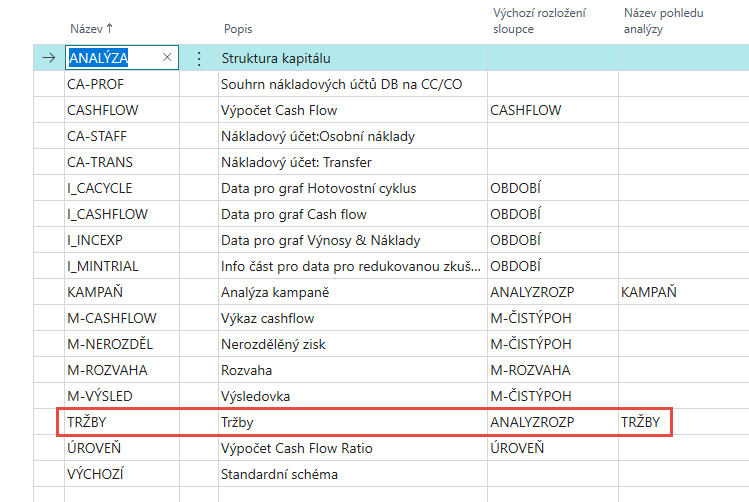 Název ↑ Popis Výchozí rozložení sloupce Název pohledu analýzy
ANALÝZA Struktura kapitálu
CA-PROF Souhrn nákladových účtů DB na CC/CO
CASHFLOW Výpočet Cash Flow CASHFLOW
CA-STAFF Nákladový účet:Osobní náklady
CA-TRANS Nákladový účet: Transfer
I_CACYCLE Data pro graf Hotovostní cyklus OBDOBÍ
I_CASHFLOW Data pro graf Cash flow OBDOBÍ
I_INCEXP Data pro graf Výnosy & Náklady OBDOBÍ
I_MINTRIAL Info část pro data pro redukovanou zkuš... OBDOBÍ
KAMPAŇ Analýza kampaně ANALYZROZP KAMPAŇ
M-CASHFLOW Výkaz cashflow M-ČISTÝPOH
M-NEROZDĚL Nerozdělený zisk M-ČISTÝPOH
M-ROZVAHA Rozvaha M-ROZVAHA
M-VÝSLED Výsledovka M-ČISTÝPOH
TRŽBY Tržby ANALYZROZP TRŽBY
ÚROVEŇ Výpočet Cash Flow Ratio ÚROVEŇ
VÝCHOZÍ Standardní schéma